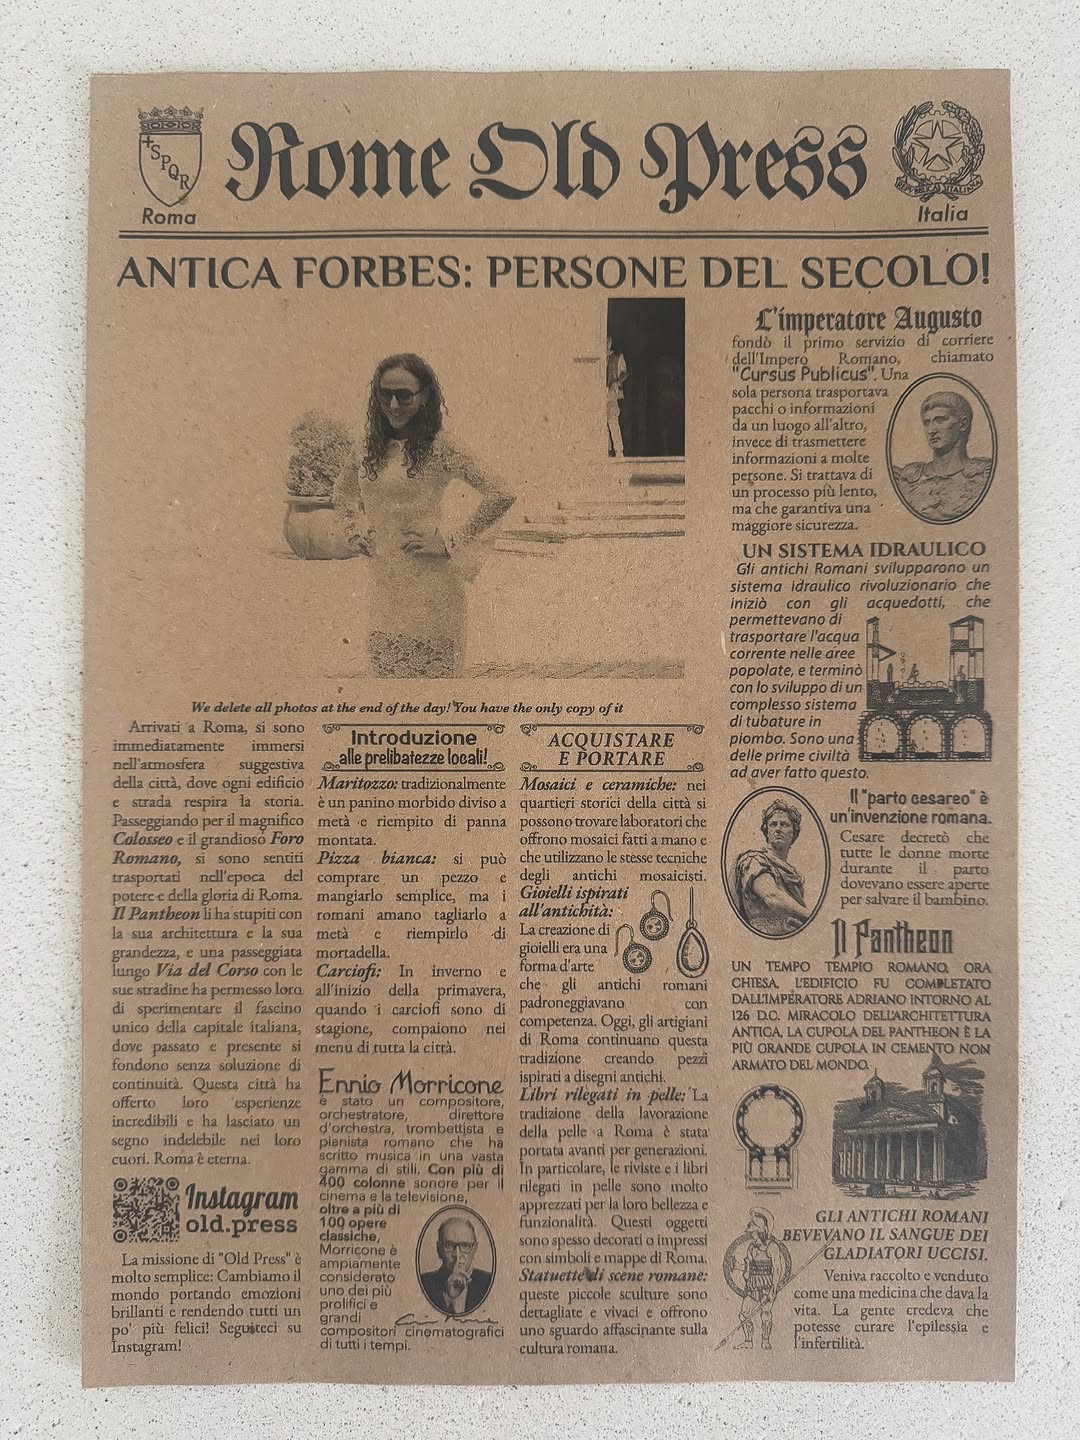 Rome Old Press
+SPQR
Roma
REPVBBLICA ITALIANA
Italia
ANTICA FORBES: PERSONE DEL SECOLO!
We delete all photos at the end of the day! You have the only copy of it
Arrivati a Roma, si sono
immediatamente immersi
nell'atmosfera suggestiva
della città, dove ogni edificio
e strada respira la storia.
Passeggiando per il magnifico
Colosseo e il grandioso Foro
Romano, si sono sentiti
trasportati nell'epoca del
potere e della gloria di Roma.
Il Pantheon li ha stupiti con
la sua architettura e la sua
grandezza, e una passeggiata
lungo Via del Corso con le
sue stradine ha permesso loro
di sperimentare il fascino
unico della capitale italiana,
dove passato e presente si
fondono senza soluzione di
continuità. Questa città ha
offerto loro esperienze
incredibili e ha lasciato un
segno indelebile nei loro
cuori. Roma è eterna.
Instagram
old.press
La missione di "Old Press" è
molto semplice: Cambiamo il
mondo portando emozioni
brillanti e rendendo tutti un
po' più felici! Seguiteci su
Instagram!
Introduzione
alle prelibatezze locali!
Maritozzo: tradizionalmente
è un panino morbido diviso a
metà e riempito di panna
montata.
Pizza bianca: si può
comprare un pezzo e
mangiarlo semplice, ma i
romani amano tagliarlo a
metà e riempirlo di
mortadella.
Carciofi: In inverno e
all'inizio della primavera,
quando i carciofi sono di
stagione, compaiono nei
menu di tutta la città.
Ennio Morricone
è stato un compositore,
orchestratore, direttore
d'orchestra, trombettista e
pianista romano che ha
scritto musica in una vasta
gamma di stili. Con più di
400 colonne sonore per il
cinema e la televisione,
oltre a più di
100 opere
classiche,
Morricone è
ampiamente
considerato
uno dei più
prolifici e
grandi
compositori cinematografici
di tutti i tempi.
ACQUISTARE
E PORTARE
Mosaici e ceramiche: nei
quartieri storici della città si
possono trovare laboratori che
offrono mosaici fatti a mano e
che utilizzano le stesse tecniche
degli antichi mosaicisti.
Gioielli ispirati
all'antichità:
La creazione di
gioielli era una
forma d'arte
che gli antichi romani
padroneggiavano con
competenza. Oggi, gli artigiani
di Roma continuano questa
tradizione creando pezzi
ispirati a disegni antichi.
Libri rilegati in pelle: La
tradizione della lavorazione
della pelle a Roma è stata
portata avanti per generazioni.
In particolare, le riviste e i libri
rilegati in pelle sono molto
apprezzati per la loro bellezza e
funzionalità. Questi oggetti
sono spesso decorati o impressi
con simboli e mappe di Roma.
Statuette di scene romane:
queste piccole sculture sono
dettagliate e vivaci e offrono
uno sguardo affascinante sulla
cultura romana.
L'imperatore Augusto
fondò il primo servizio di corriere
dell'Impero Romano, chiamato
"Cursus Publicus". Una
sola persona trasportava
pacchi o informazioni
da un luogo all'altro,
invece di trasmettere
informazioni a molte
persone. Si trattava di
un processo più lento,
ma che garantiva una
maggiore sicurezza.
UN SISTEMA IDRAULICO
Gli antichi Romani svilupparono un
sistema idraulico rivoluzionario che
iniziò con gli acquedotti, che
permettevano di
trasportare l'acqua
corrente nelle aree
popolate, e terminò
con lo sviluppo di un
complesso sistema
di tubature in
piombo. Sono una
delle prime civiltà
ad aver fatto questo.
Il "parto cesareo" è
un'invenzione romana.
Cesare decretò che
tutte le donne morte
durante il parto
dovevano essere aperte
per salvare il bambino.
Il Pantheon
UN TEMPO TEMPIO ROMANO, ORA
CHIESA, L'EDIFICIO FU COMPLETATO
DALL'IMPERATORE ADRIANO INTORNO AL
126 D.C. MIRACOLO DELL'ARCHITETTURA
ANTICA, LA CUPOLA DEL PANTHEON È LA
PIÙ GRANDE CUPOLA IN CEMENTO NON
ARMATO DEL MONDO.
GLI ANTICHI ROMANI
BEVEVANO IL SANGUE DEI
GLADIATORI UCCISI.
Veniva raccolto e venduto
come una medicina che dava la
vita. La gente credeva che
potesse curare l'epilessia e
l'infertilità.